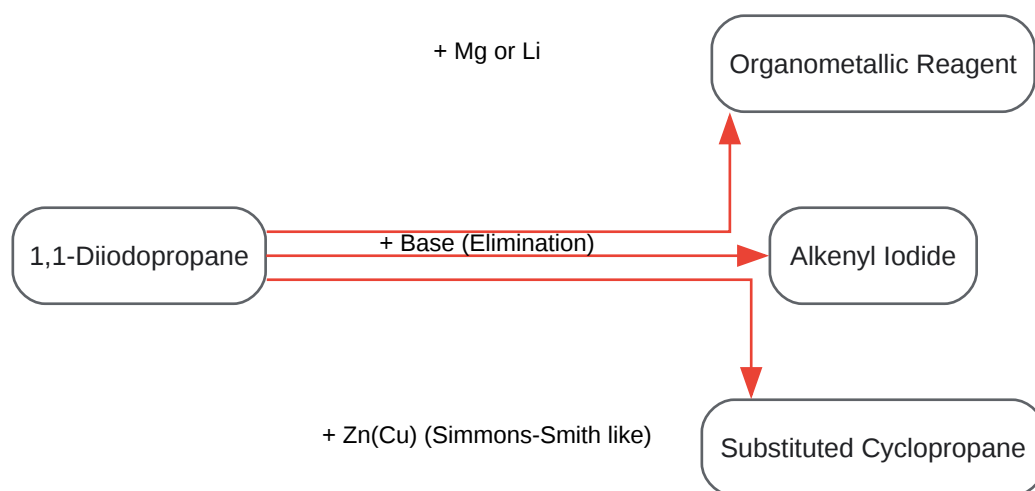 + Mg or Li
Organometallic Reagent
1,1-Diiodopropane
+ Base (Elimination)
Alkenyl Iodide
+ Zn(Cu) (Simmons-Smith like)
Substituted Cyclopropane